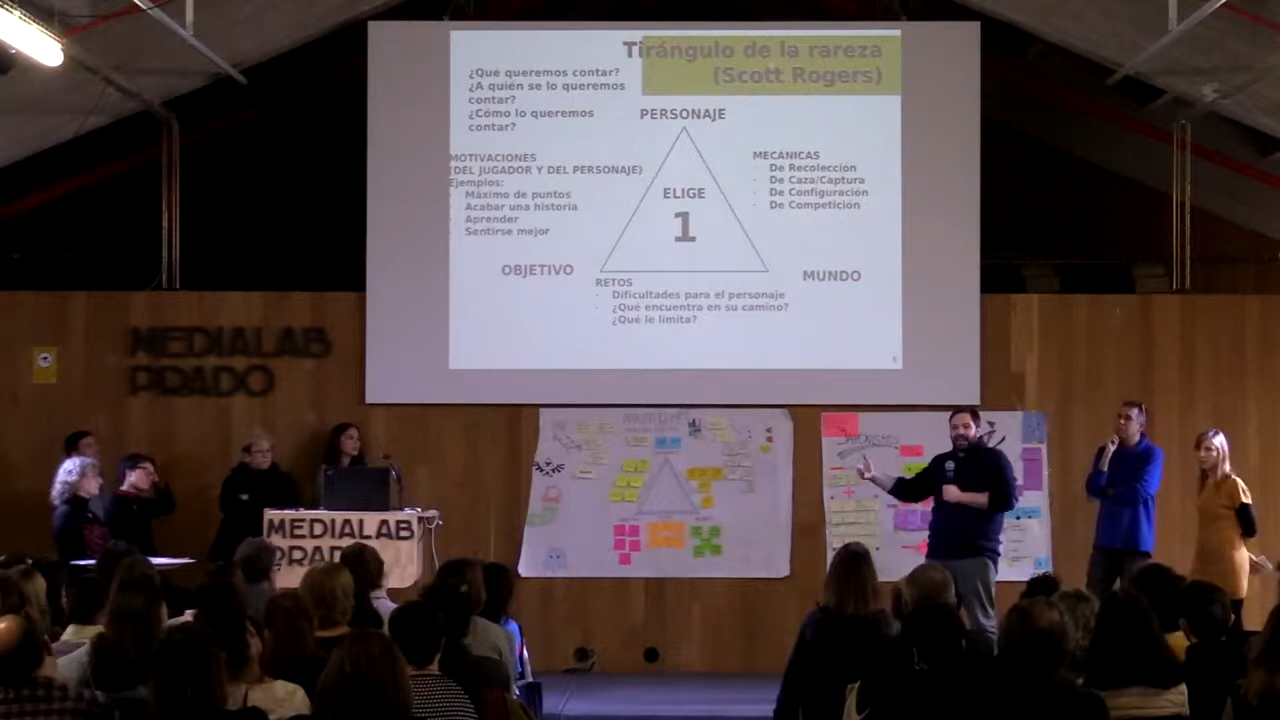 Tirángulo de la rareza
(Scott Rogers)
¿Qué queremos contar?
¿A quién se lo queremos
contar?
¿Cómo lo queremos
contar?
PERSONAJE
MOTIVACIONES
(DEL JUGADOR Y DEL PERSONAJE)
Ejemplos:
Máximo de puntos
Acabar una historia
Aprender
Sentirse mejor
MECÁNICAS
De Recolección
De Caza/Captura
De Configuración
De Competición
ELIGE
1
OBJETIVO
MUNDO
RETOS
Dificultades para el personaje
¿Qué encuentra en su camino?
¿Qué le limita?
MEDIALAB
PRADO
MEDIALAB
PRADO